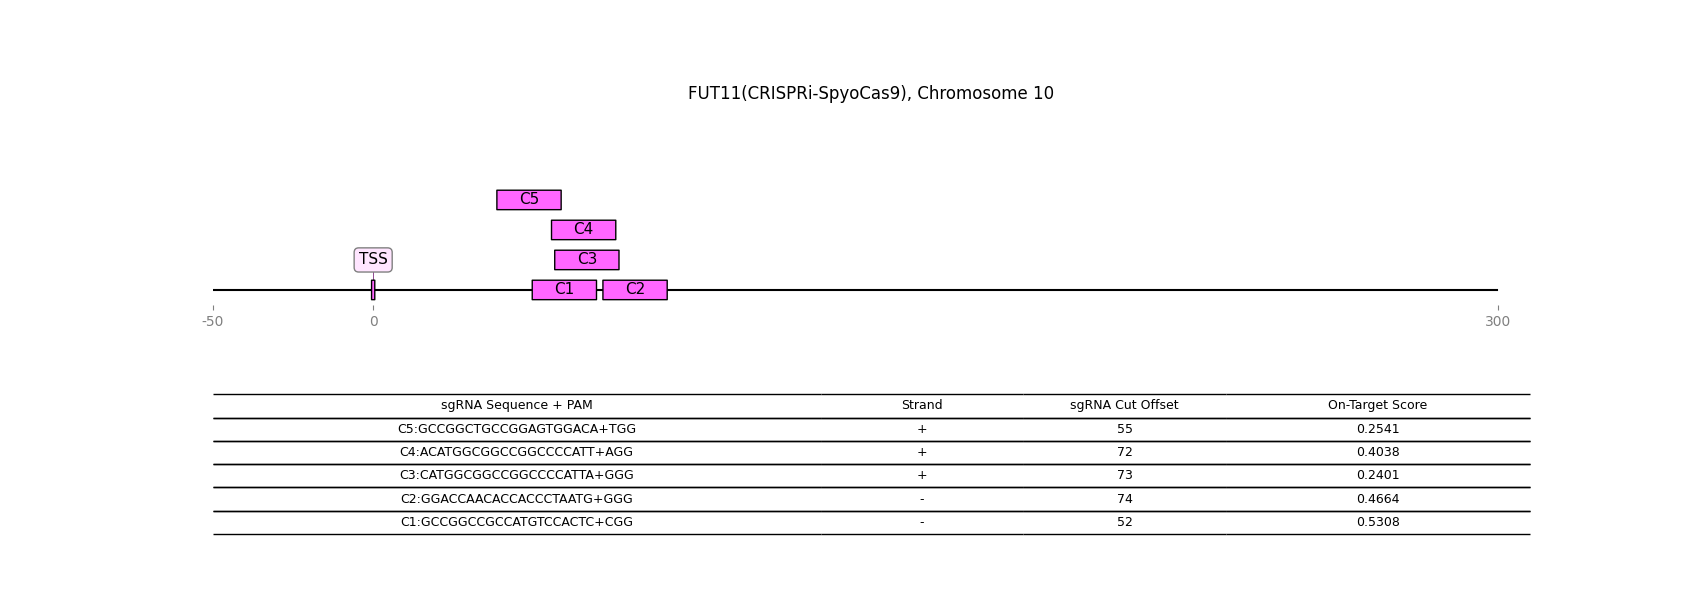 FUT11(CRISPRi-SpyoCas9), Chromosome 10
C5
C4
TSS C3
C1 C2
-50 0 300
sgRNA Sequence + PAM Strand sgRNA Cut Offset On-Target Score
C5:GCCGGCTGCCGGAGTGGACA+TGG + 55 0.2541
C4:ACATGGCGGCCGGCCCCATT+AGG + 72 0.4038
C3:CATGGCGGCCGGCCCCATTA+GGG + 73 0.2401
C2:GGACCAACACCACCCTAATG+GGG - 74 0.4664
C1:GCCGGCCGCCATGTCCACTC+CGG - 52 0.5308